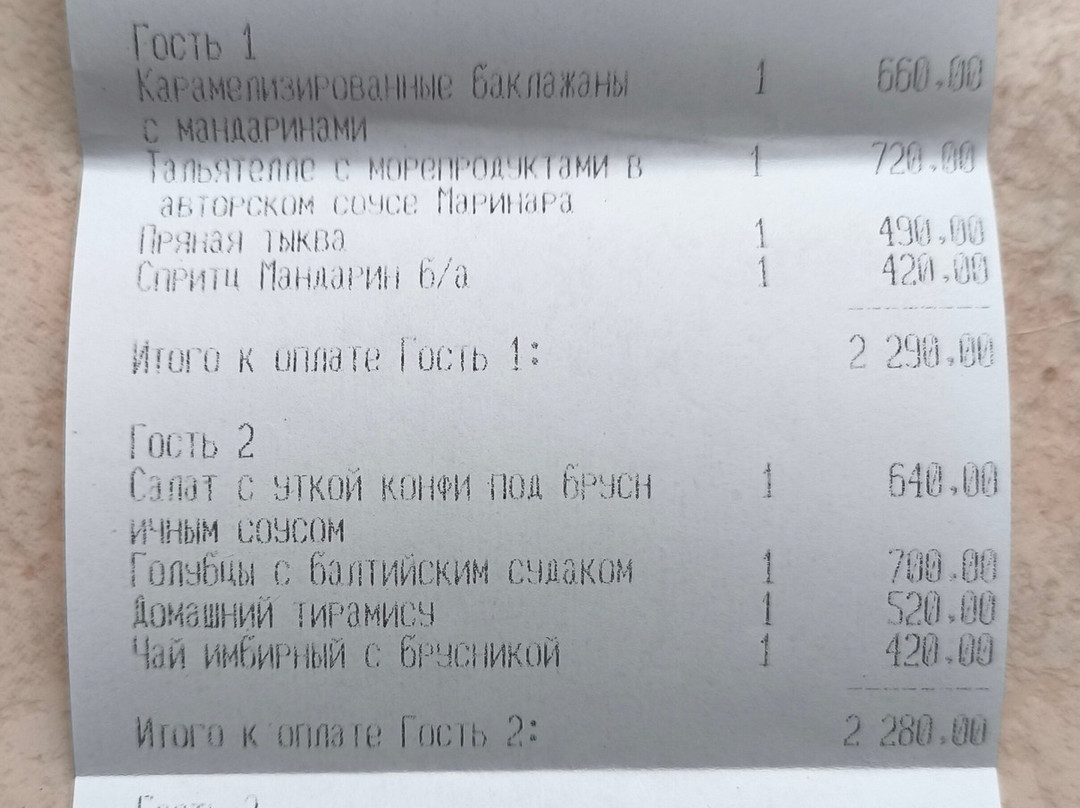 Гость 1
Карамелизированные баклажаны 1 660.00
с мандаринами
Тальятелле с морепродуктами в 1 720.00
авторском соусе Маринара
Пряная тыква 1 490.00
Спритц Мандарин б/а 1 420.00
Итого к оплате Гость 1: 2 290.00
Гость 2
Салат с уткой конфи под брусн 1 640.00
ичным соусом
Голубцы с балтийским судаком 1 700.00
Домашний тирамису 1 520.00
Чай имбирный с брусникой 1 420.00
Итого к оплате Гость 2: 2 280.00